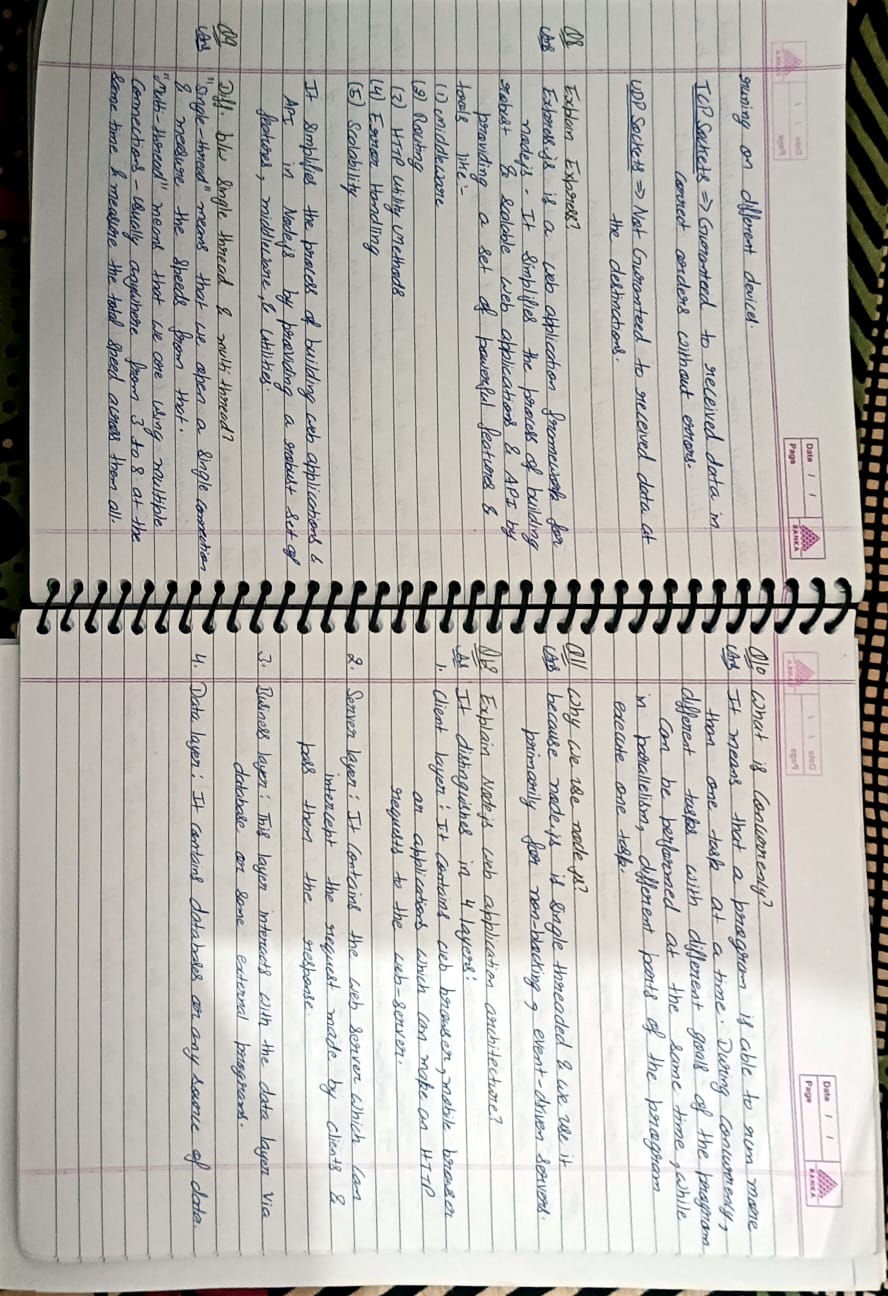 Date / /
Page
RANKA
running on different devices.
TCP Sockets => Guaranteed to received data in
correct orders without errors.
UDP Sockets => Not Guaranteed to received data at
the destinctions.
Q8 Explain Express?
Ans Express.js is a web application framework for
node.js. It simplifies the process of building
robust & scalable web applications & API by
providing a set of powerful features &
tools like :-
(1) middleware
(2) Routing
(3) HTTP Utility Methods
(4) Error Handling
(5) Scalability
It simplifies the process of building web applications &
API in Node.js by providing a robust set of
features, middleware, & utilities.
Q9 Diff. b/w Single thread & multi thread?
Ans "Single-thread" means that we open a single connection
& measure the speeds from that.
"Multi-thread" means that we are using multiple
connections - usually anywhere from 3 to 8 at the
same time & measure the total speed across them all.
Date / /
Page
RANKA
Q10 What is Concurrenly?
Ans It means that a program is able to run more
than one task at a time. During concurrenly,
different tasks with different goals of the program
can be performed at the same time, while
in parallelism, different parts of the program
execute one task.
Q11 Why we use node js?
Ans because node.js is single threaded & we use it
primarily for non-blocking, event-driven servers.
Q12 Explain Node.js web application architecture?
Ans It distinguishes in 4 layers:
1. Client layer: It contains web browser, mobile browser
or applications which can make an HTTP
requests to the web-server.
2. Server layer: It contains the web server which can
intercept the request made by clients &
pass them the response.
3. Business layer: This layer interacts with the data layer via
database or some external programs.
4. Data layer: It contains databases or any source of data.